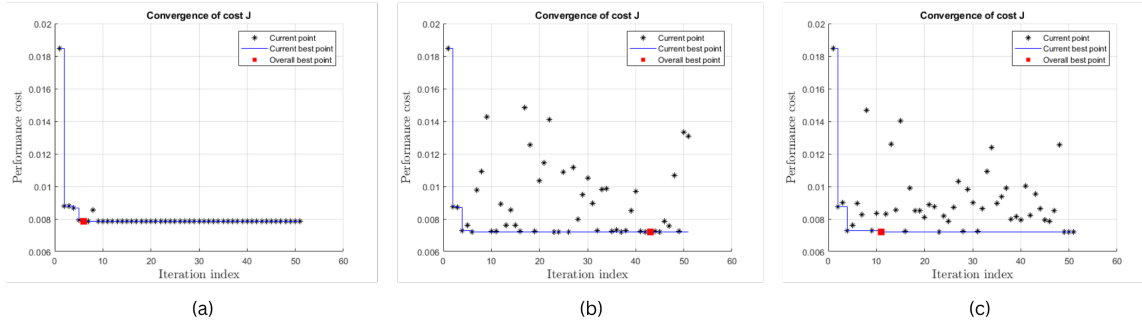 Convergence of cost J
0.02
0.018
0.016
0.014
0.012
0.01
0.008
0.006
Performance cost
Current point
Current best point
Overall best point
0 10 20 30 40 50 60
Iteration index
(a)
Convergence of cost J
0.02
0.018
0.016
0.014
0.012
0.01
0.008
0.006
Performance cost
Current point
Current best point
Overall best point
0 10 20 30 40 50 60
Iteration index
(b)
Convergence of cost J
0.02
0.018
0.016
0.014
0.012
0.01
0.008
0.006
Performance cost
Current point
Current best point
Overall best point
0 10 20 30 40 50 60
Iteration index
(c)